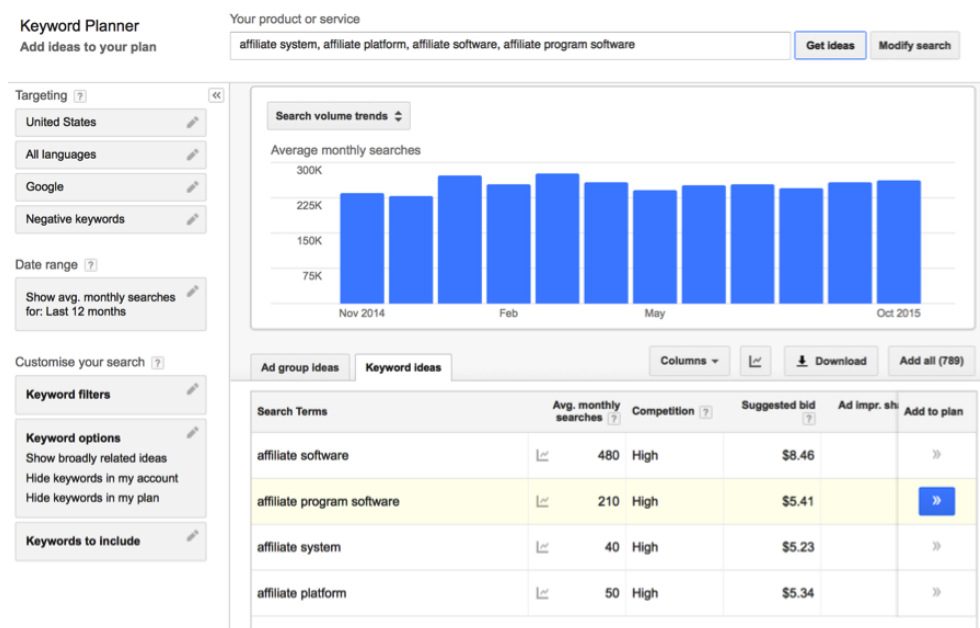 Keyword Planner
Add ideas to your plan
Your product or service
affiliate system, affiliate platform, affiliate software, affiliate program software
Get ideas
Modify search
Targeting ?
United States
All languages
Google
Negative keywords
Date range ?
Show avg. monthly searches
for: Last 12 months
Customise your search ?
Keyword filters
Keyword options
Show broadly related ideas
Hide keywords in my account
Hide keywords in my plan
Keywords to include
Search volume trends
Average monthly searches
300K
225K
150K
75K
Nov 2014 Feb May Oct 2015
Ad group ideas
Keyword ideas
Columns
Download
Add all (789)
Search Terms
Avg. monthly
searches ?
Competition ?
Suggested bid
?
Ad impr. sh
Add to plan
affiliate software 480 High $8.46
affiliate program software 210 High $5.41
affiliate system 40 High $5.23
affiliate platform 50 High $5.34